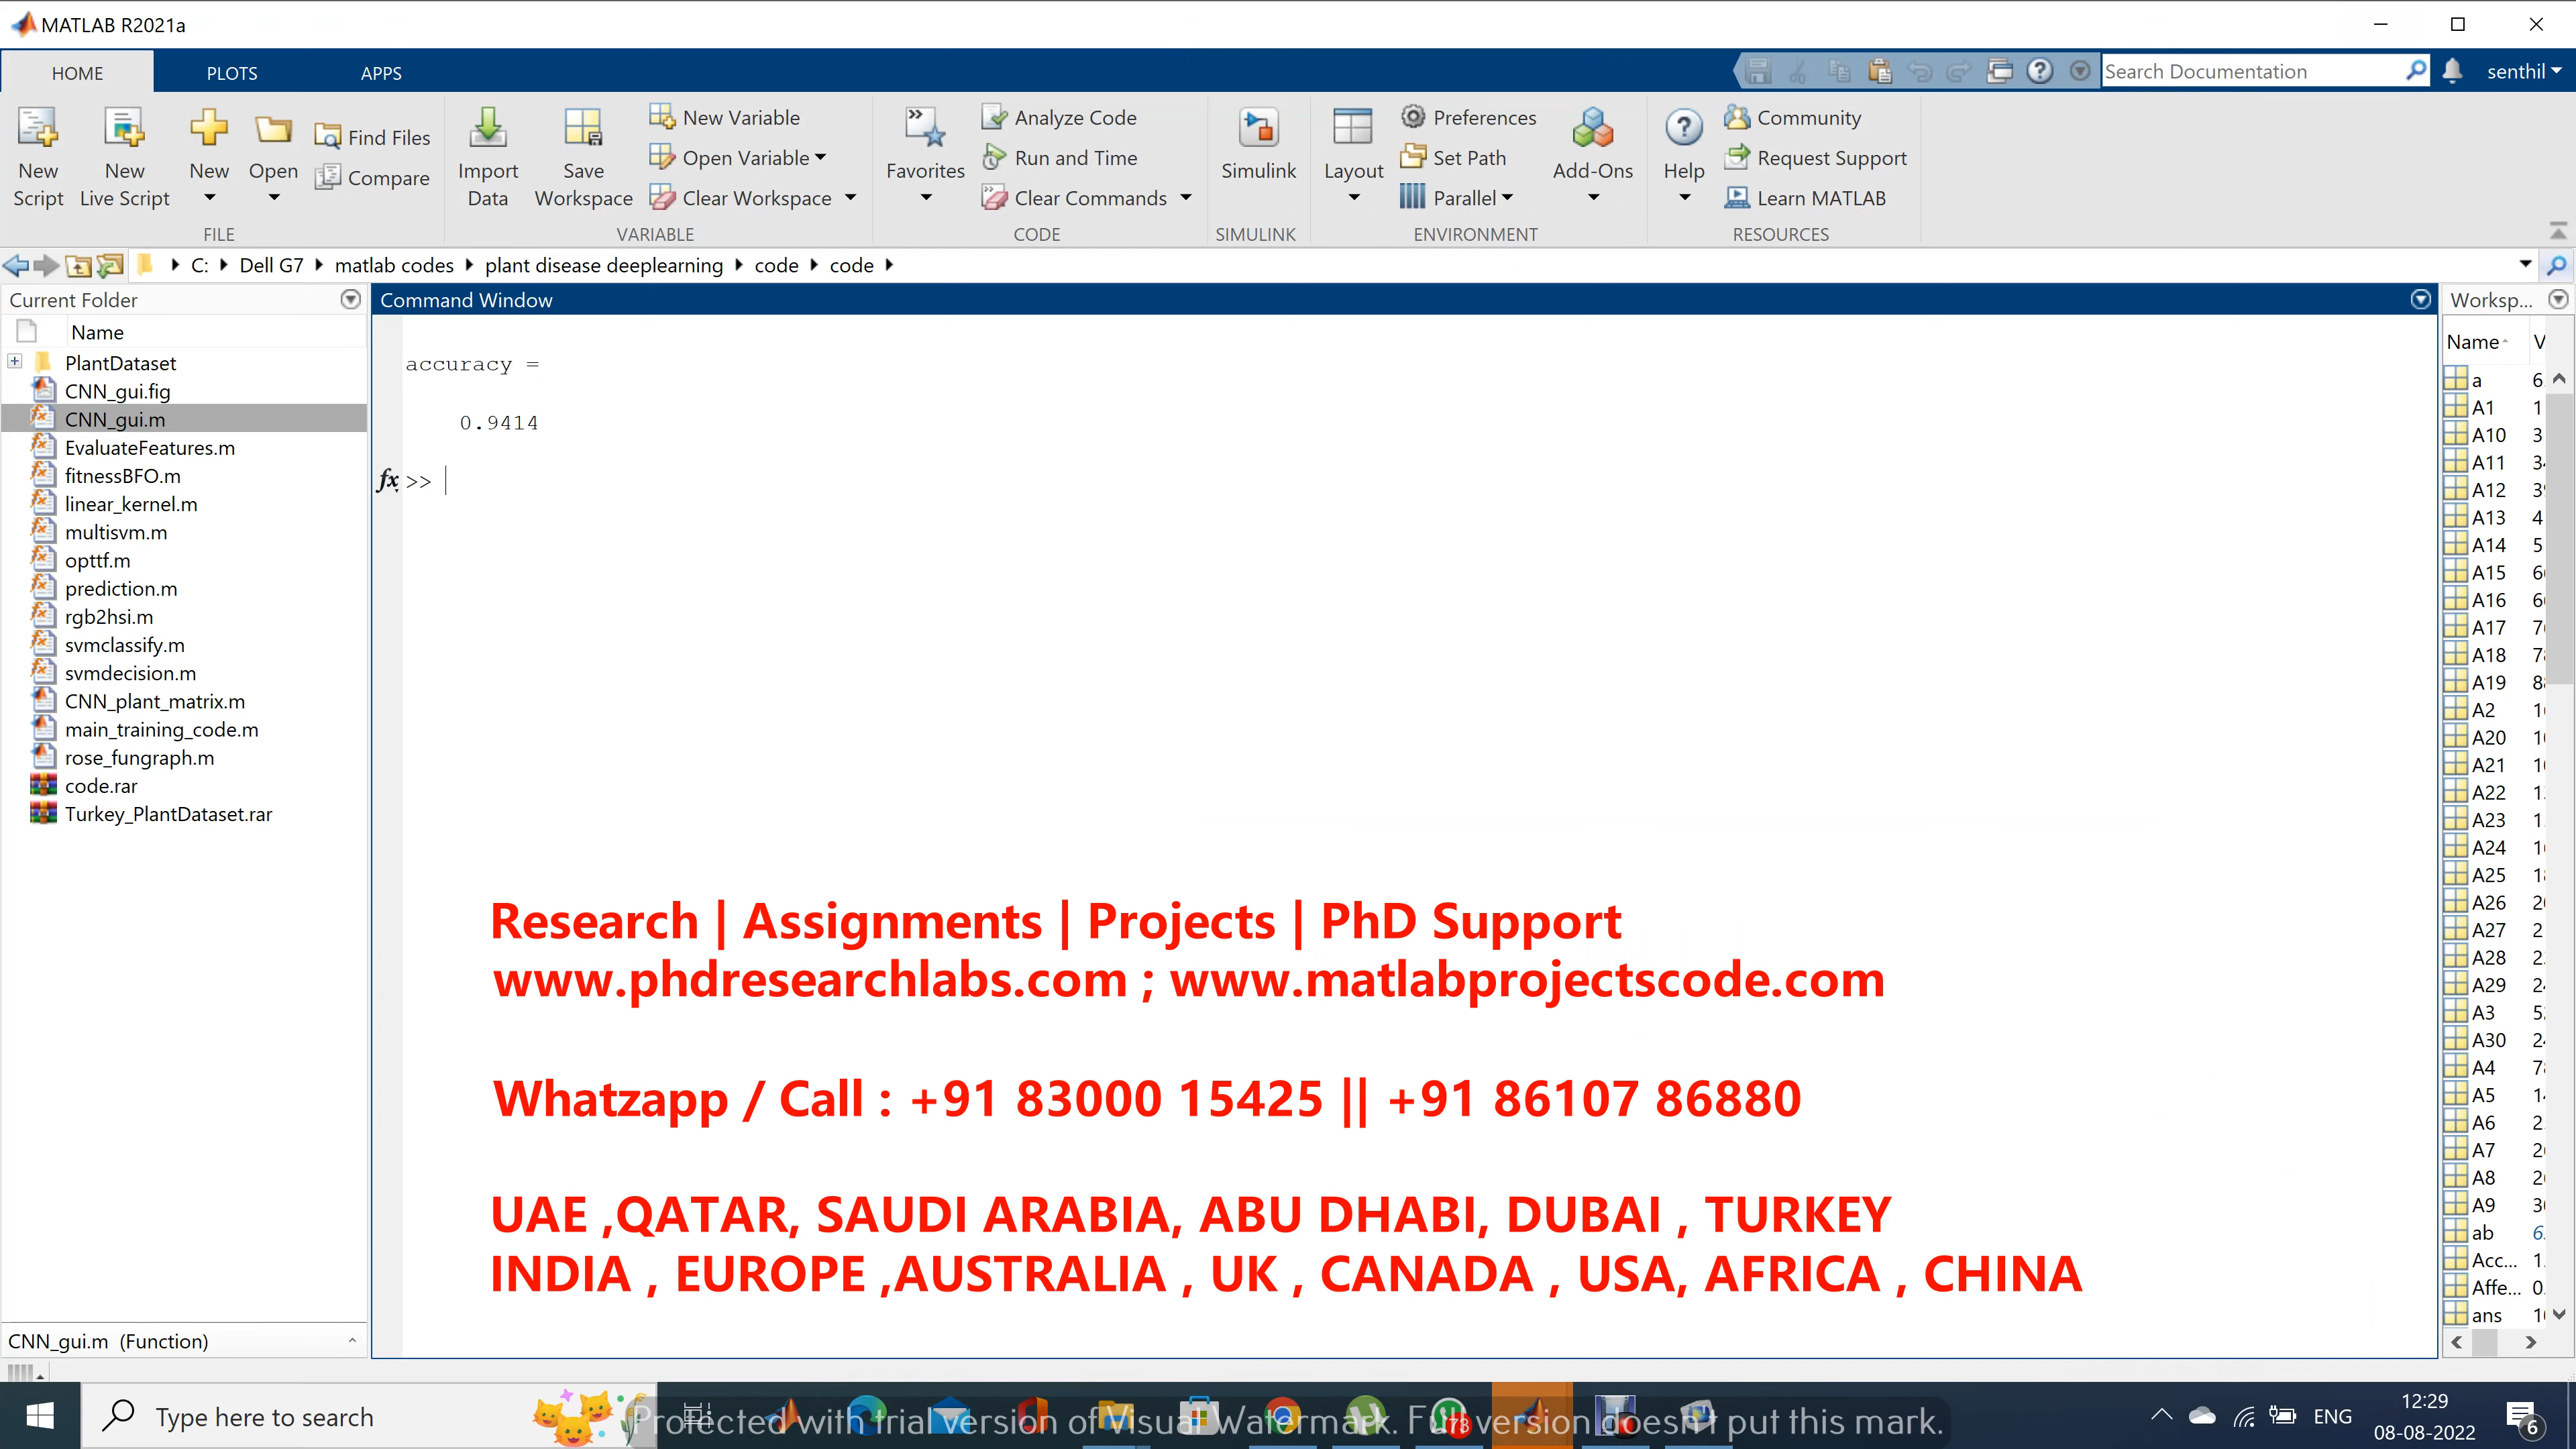 MATLAB R2021a
HOME PLOTS APPS
Search Documentation
senthil
New Script
New Live Script
New
Open
Find Files
Compare
FILE
Import Data
Save Workspace
New Variable
Open Variable
Clear Workspace
VARIABLE
Favorites
Analyze Code
Run and Time
Clear Commands
CODE
Simulink
SIMULINK
Layout
Preferences
Set Path
Parallel
Add-Ons
ENVIRONMENT
Help
Community
Request Support
Learn MATLAB
RESOURCES
C: Dell G7 matlab codes plant disease deeplearning code code
Current Folder
Name
PlantDataset
CNN_gui.fig
CNN_gui.m
EvaluateFeatures.m
fitnessBFO.m
linear_kernel.m
multisvm.m
opttf.m
prediction.m
rgb2hsi.m
svmclassify.m
svmdecision.m
CNN_plant_matrix.m
main_training_code.m
rose_fungraph.m
code.rar
Turkey_PlantDataset.rar
CNN_gui.m (Function)
Command Window
accuracy =
0.9414
fx >>
Research | Assignments | Projects | PhD Support
www.phdresearchlabs.com ; www.matlabprojectscode.com
Whatzapp / Call : +91 83000 15425 || +91 86107 86880
UAE ,QATAR, SAUDI ARABIA, ABU DHABI, DUBAI , TURKEY
INDIA , EUROPE ,AUSTRALIA , UK , CANADA , USA, AFRICA , CHINA
Worksp...
Name
a
A1
A10
A11
A12
A13
A14
A15
A16
A17
A18
A19
A2
A20
A21
A22
A23
A24
A25
A26
A27
A28
A29
A3
A30
A4
A5
A6
A7
A8
A9
ab
Acc...
Affe...
ans
Type here to search
Protected with trial version of Visual Watermark. Full version doesn't put this mark.
73
ENG
12:29
08-08-2022
6